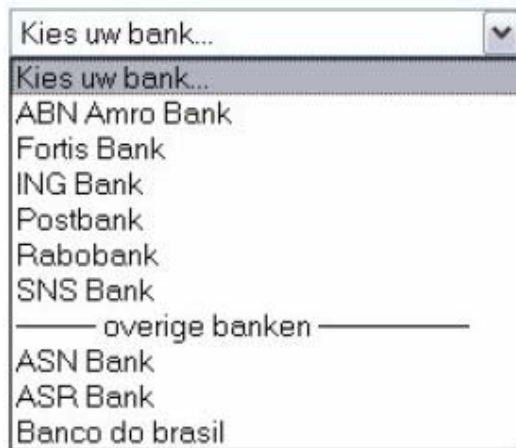 Kies uw bank...
Kies uw bank...
ABN Amro Bank
Fortis Bank
ING Bank
Postbank
Rabobank
SNS Bank
overige banken
ASN Bank
ASR Bank
Banco do brasil